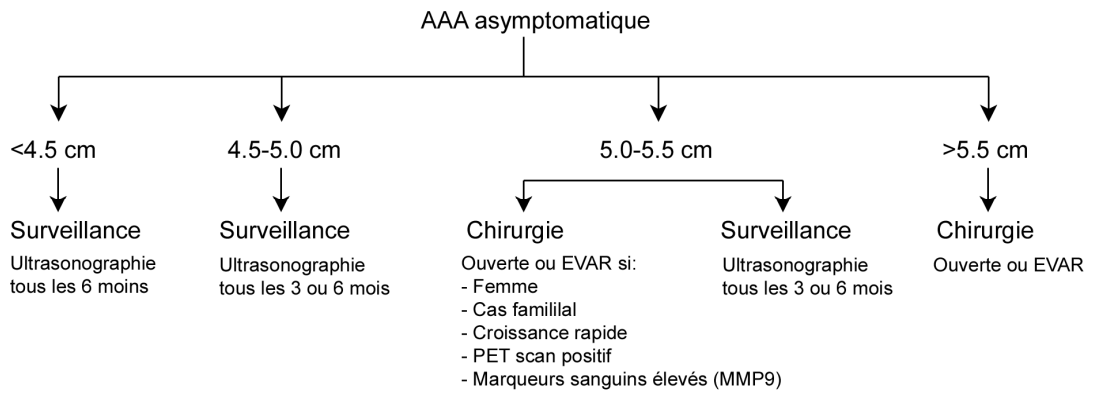 AAA asymptomatique
<4.5 cm
4.5-5.0 cm
5.0-5.5 cm
>5.5 cm
Surveillance
Ultrasonographie
tous les 6 moins
Surveillance
Ultrasonographie
tous les 3 ou 6 mois
Chirurgie
Ouverte ou EVAR si:
- Femme
- Cas famililal
- Croissance rapide
- PET scan positif
- Marqueurs sanguins élevés (MMP9)
Surveillance
Ultrasonographie
tous les 3 ou 6 mois
Chirurgie
Ouverte ou EVAR